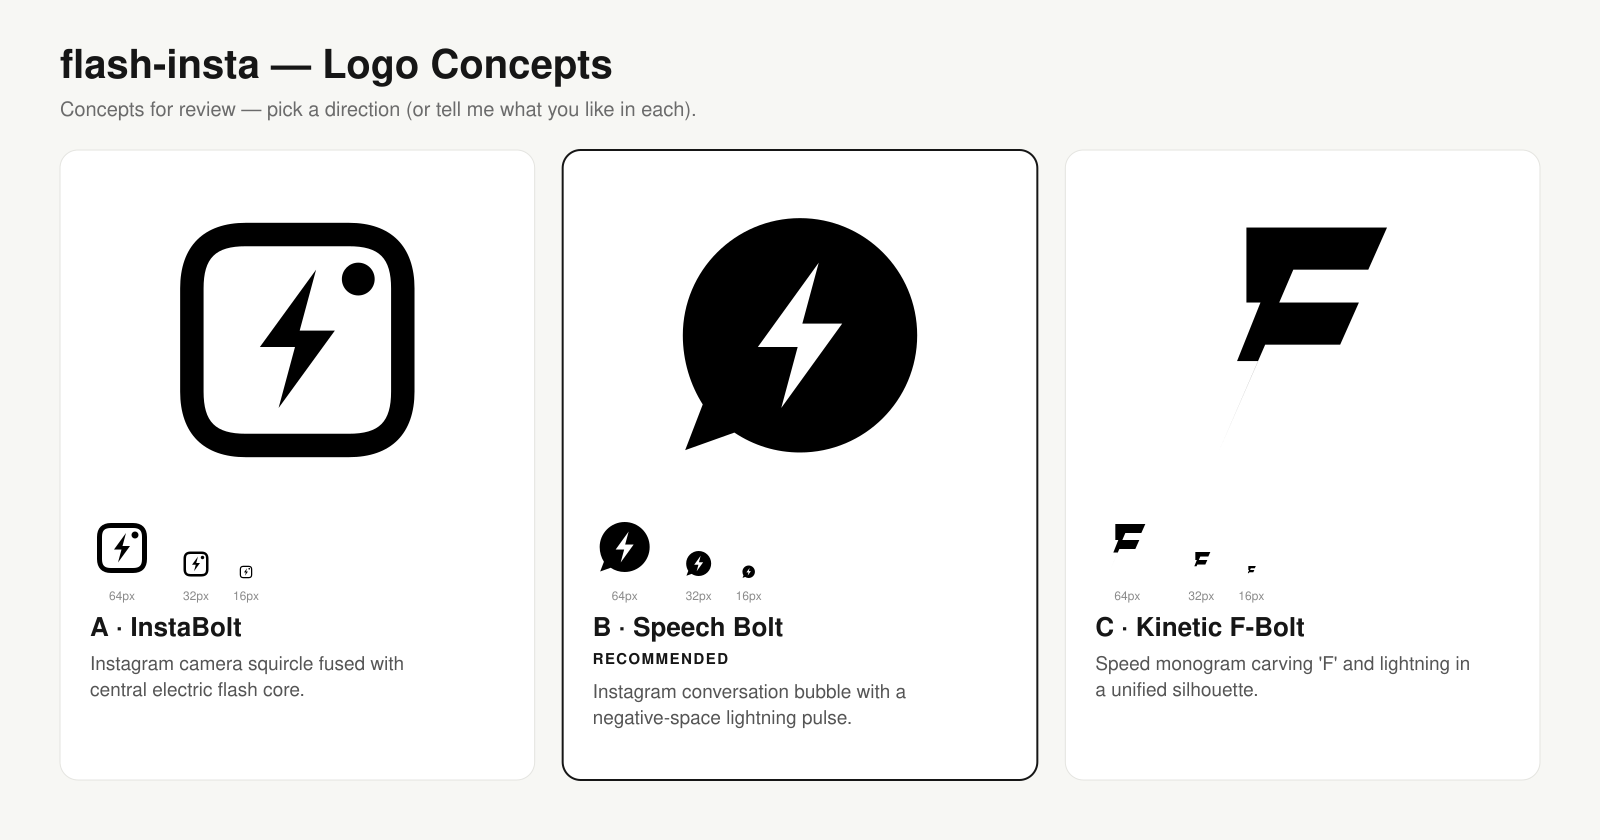 flash-insta — Logo Concepts
Concepts for review — pick a direction (or tell me what you like in each).
64px 32px 16px
A · InstaBolt
Instagram camera squircle fused with
central electric flash core.
64px 32px 16px
B · Speech Bolt
RECOMMENDED
Instagram conversation bubble with a
negative-space lightning pulse.
F
64px 32px 16px
C · Kinetic F-Bolt
Speed monogram carving 'F' and lightning in
a unified silhouette.